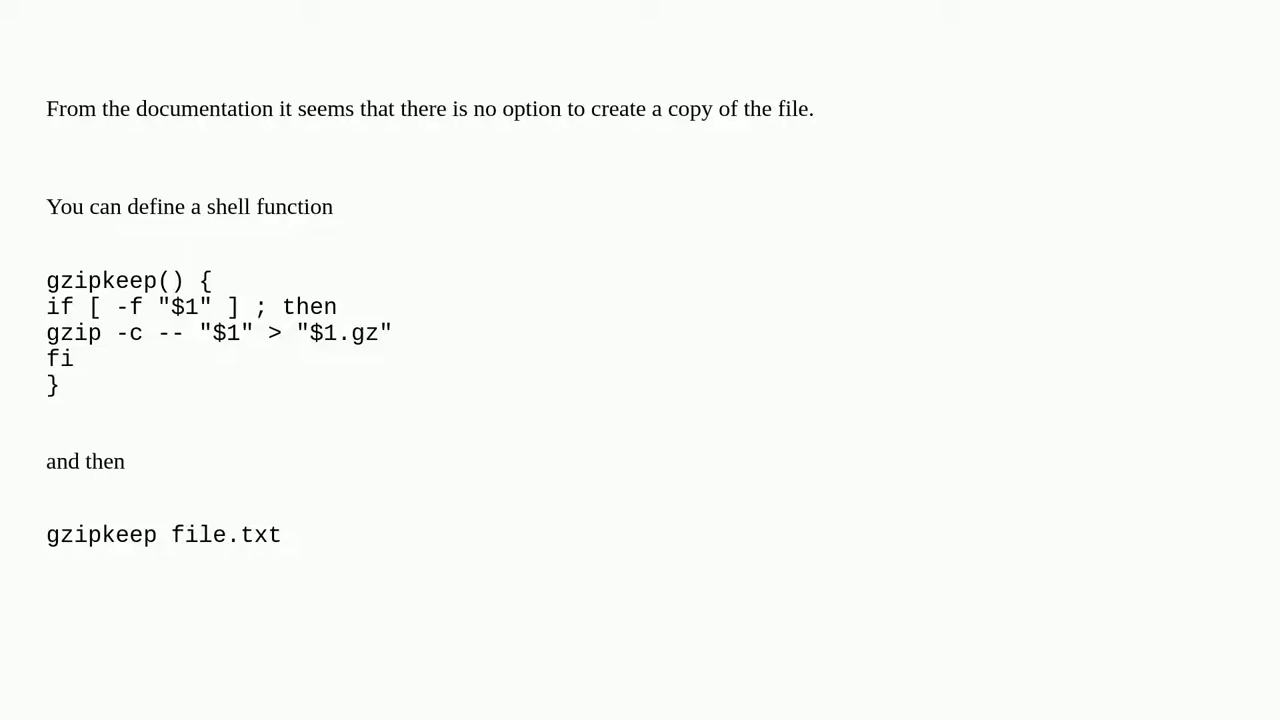 From the documentation it seems that there is no option to create a copy of the file.
You can define a shell function
gzipkeep() {
if [ -f "$1" ] ; then
gzip -c -- "$1" > "$1.gz"
fi
}
and then
gzipkeep file.txt